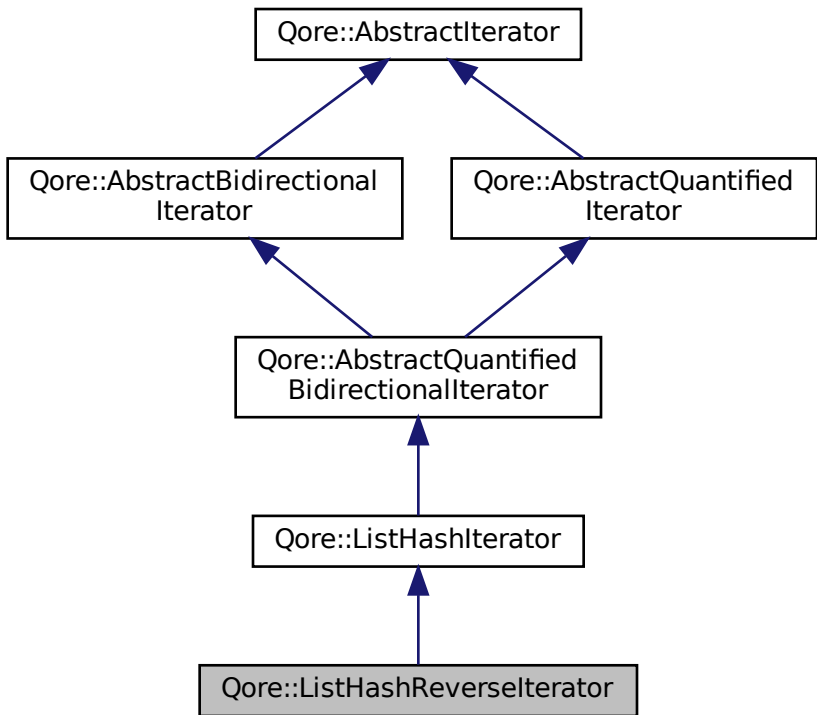 Qore::AbstractIterator
Qore::AbstractBidirectional
Iterator
Qore::AbstractQuantified
Iterator
Qore::AbstractQuantified
BidirectionalIterator
Qore::ListHashIterator
Qore::ListHashReverseIterator